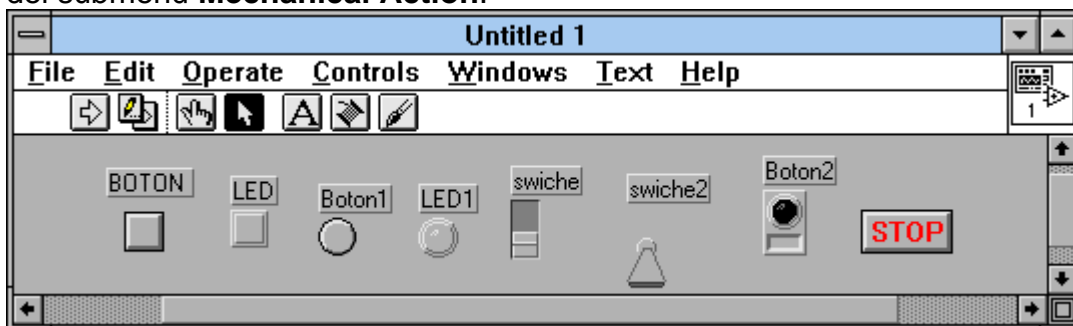 del submenú Mechanical Action.
Untitled 1
File Edit Operate Controls Windows Text Help
A
1
BOTON LED Boton1 LED1 swiche swiche2 Boton2
STOP